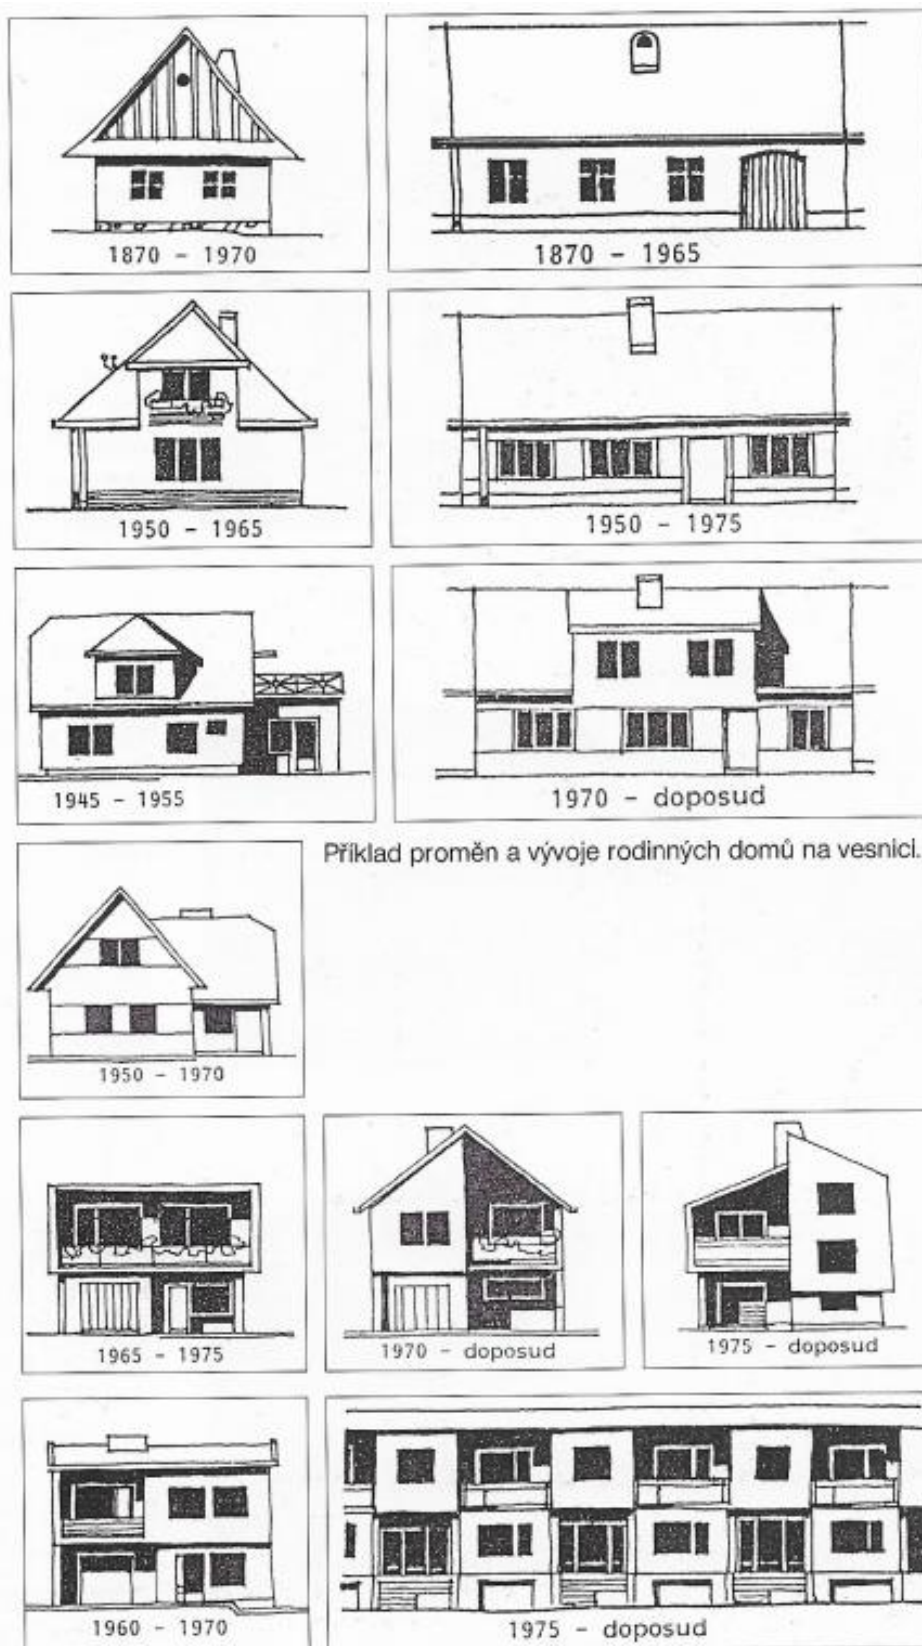 1870 - 1970
1870 - 1965
1950 - 1965
1950 - 1975
1945 - 1955
1970 - doposud
Příklad proměn a vývoje rodinných domů na vesnici.
1950 - 1970
1965 - 1975
1970 - doposud
1975 - doposud
1960 - 1970
1975 - doposud